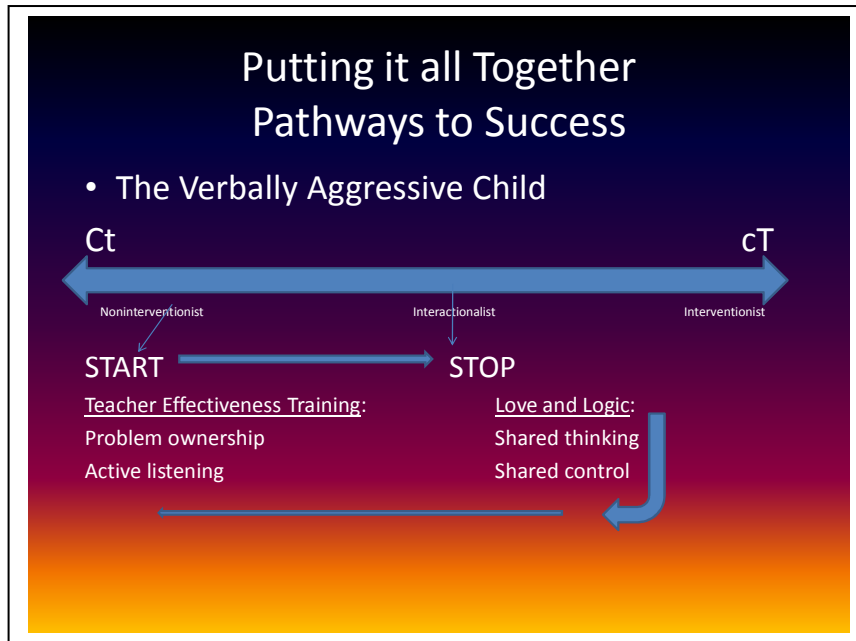 Putting it all Together
Pathways to Success
• The Verbally Aggressive Child
Ct cT
Noninterventionist Interactionalist Interventionist
START STOP
Teacher Effectiveness Training: Love and Logic:
Problem ownership Shared thinking
Active listening Shared control